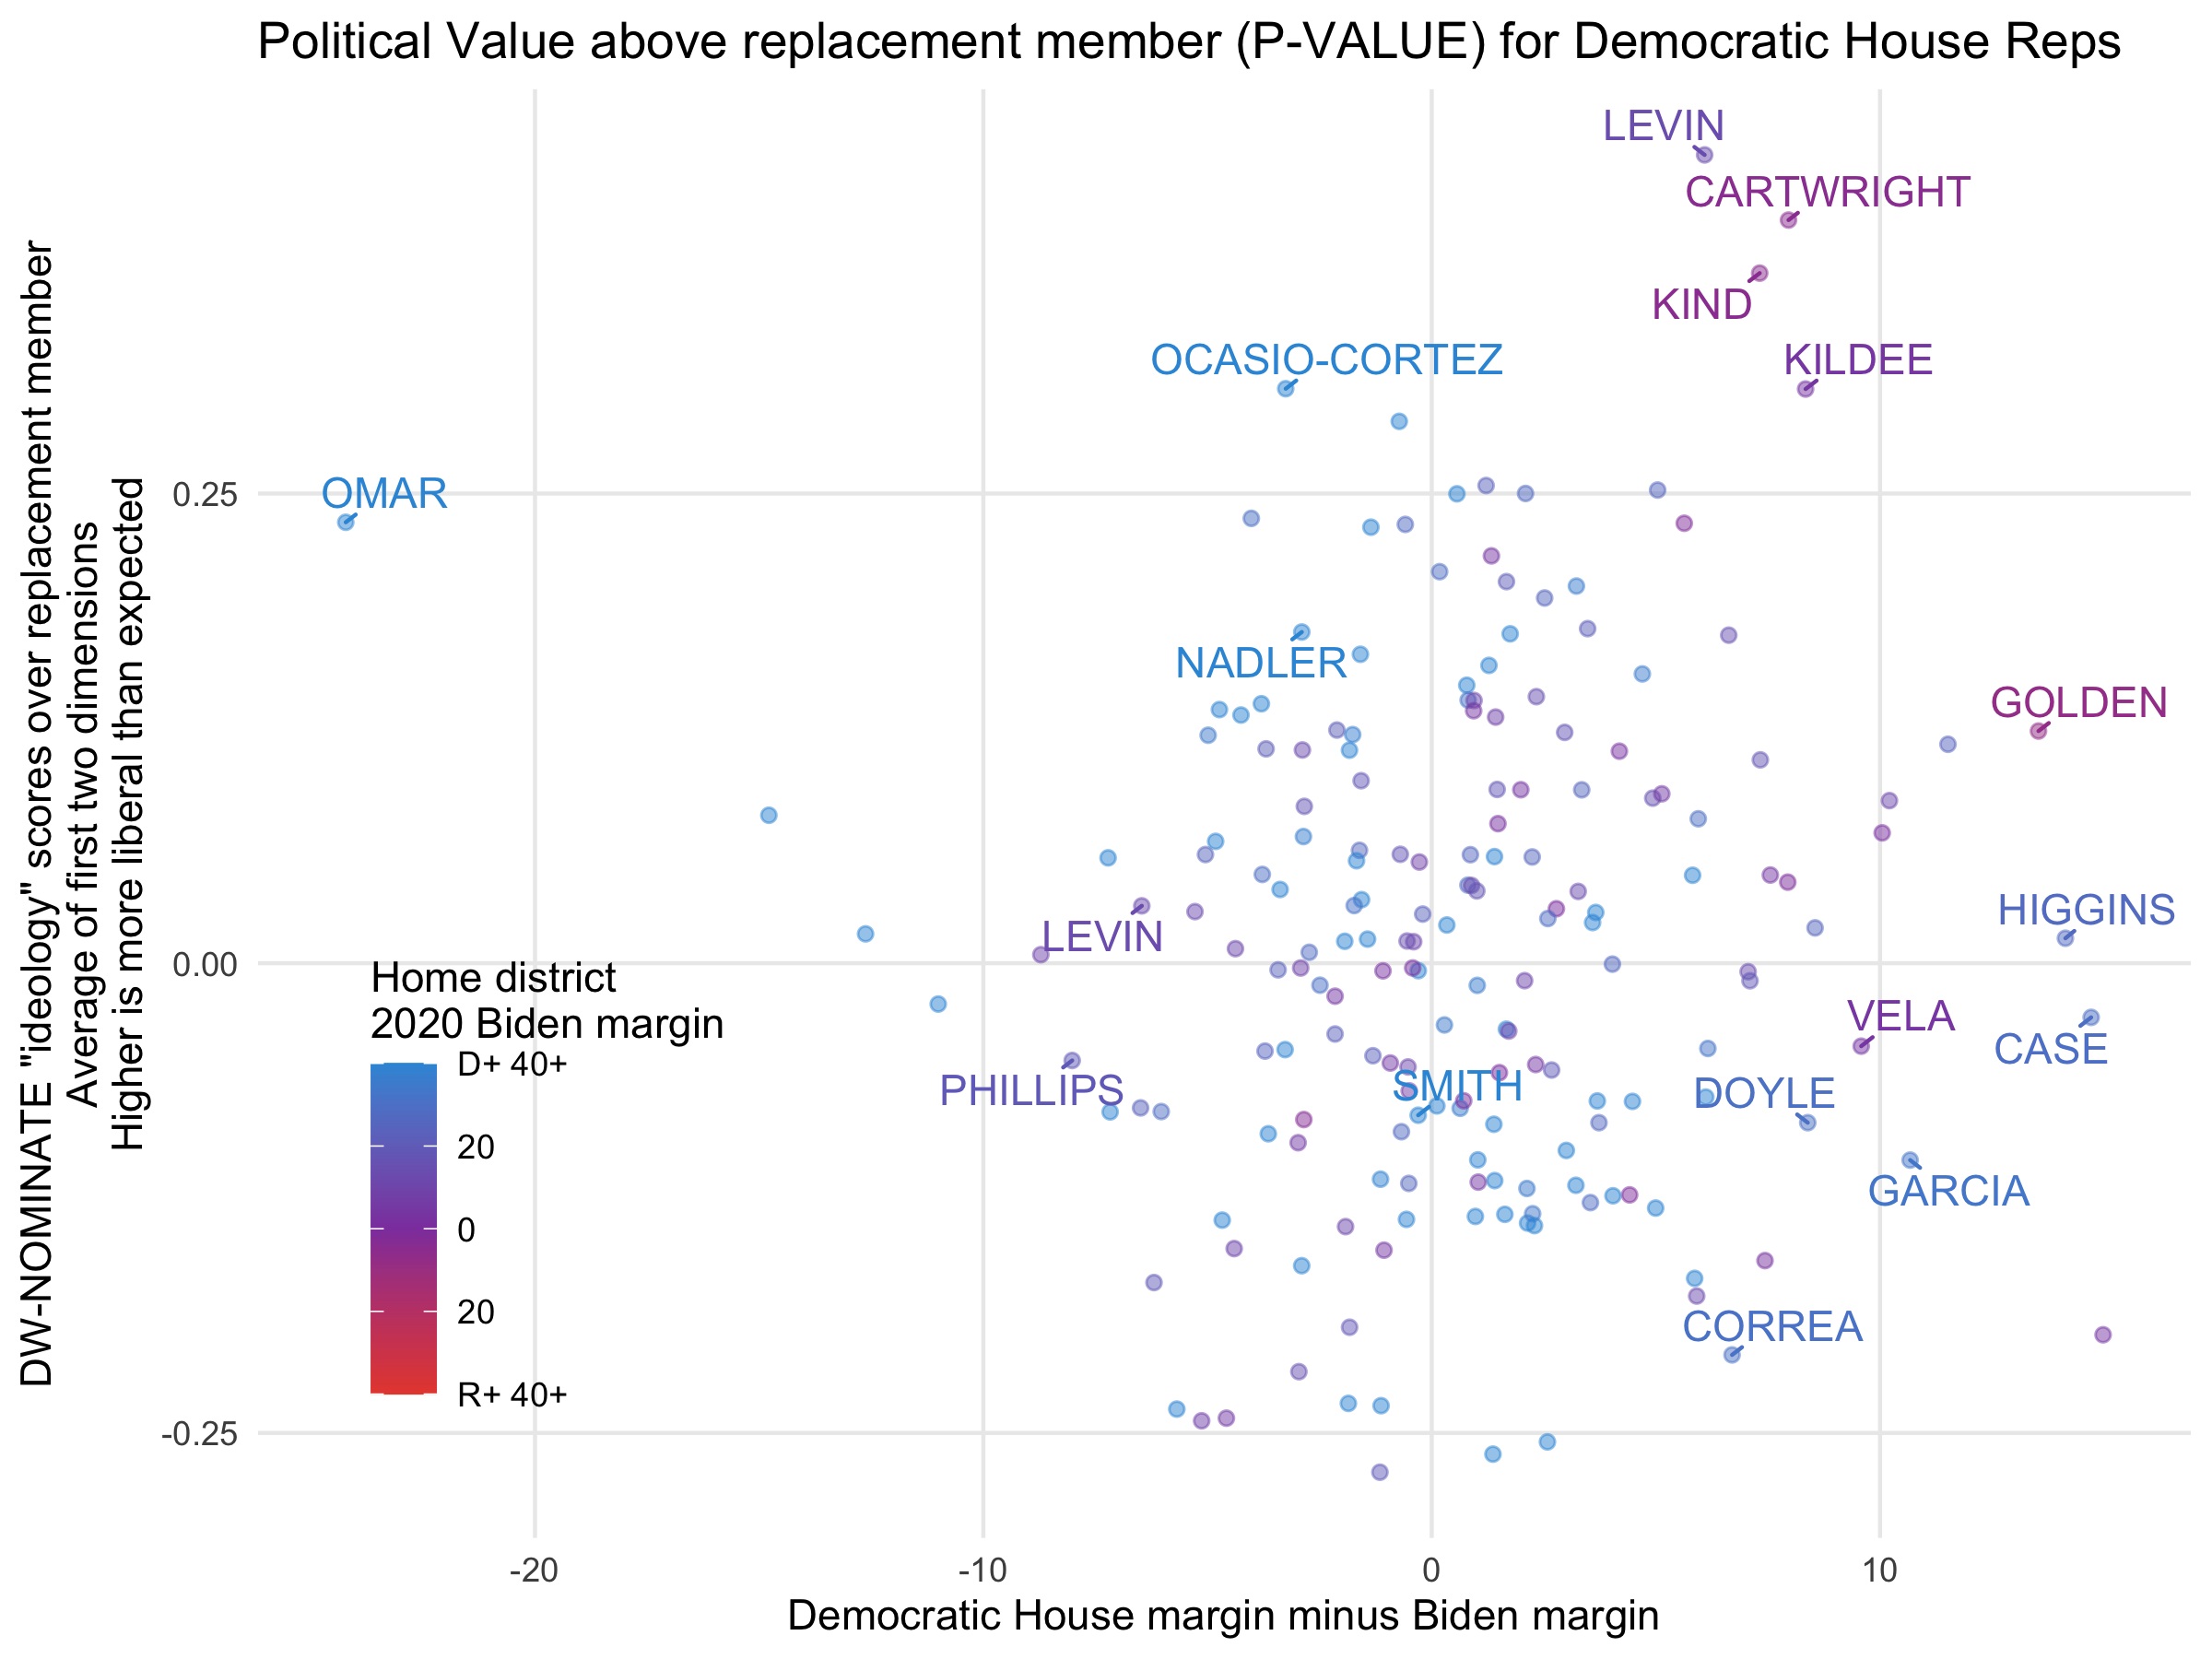 Political Value above replacement member (P-VALUE) for Democratic House Reps
DW-NOMINATE "ideology" scores over replacement member
Average of first two dimensions
Higher is more liberal than expected
0.25
0.00
-0.25
LEVIN
CARTWRIGHT
KIND
OCASIO-CORTEZ
KILDEE
OMAR
NADLER
GOLDEN
HIGGINS
LEVIN
VELA
CASE
PHILLIPS
SMITH
DOYLE
GARCIA
CORREA
Home district
2020 Biden margin
D+ 40+
20
0
20
R+ 40+
-20
-10
0
10
Democratic House margin minus Biden margin